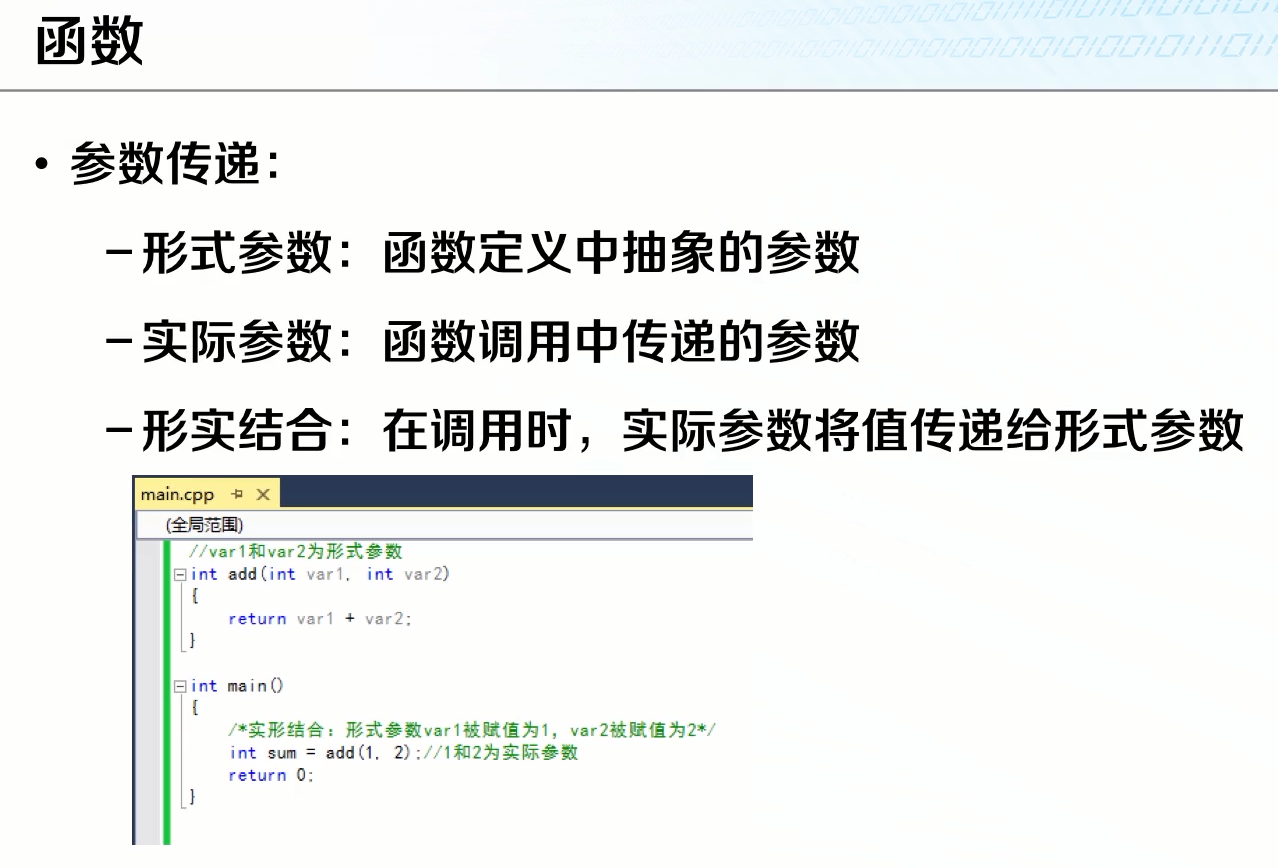 函数
• 参数传递：
– 形式参数：函数定义中抽象的参数
– 实际参数：函数调用中传递的参数
– 形实结合：在调用时，实际参数将值传递给形式参数
main.cpp
(全局范围)
//var1和var2为形式参数
int add(int var1, int var2)
{
return var1 + var2;
}
int main()
{
/*实形结合：形式参数var1被赋值为1，var2被赋值为2*/
int sum = add(1, 2);//1和2为实际参数
return 0;
}